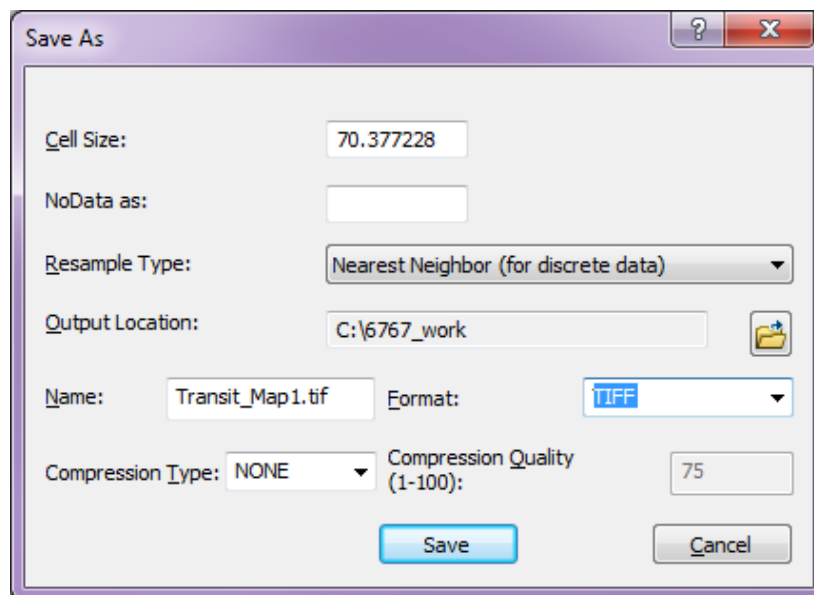 Save As
Cell Size: 70.377228
NoData as:
Resample Type: Nearest Neighbor (for discrete data)
Output Location: C:\6767_work
Name: Transit_Map1.tif Format: TIFF
Compression Type: NONE Compression Quality
(1-100): 75
Save Cancel